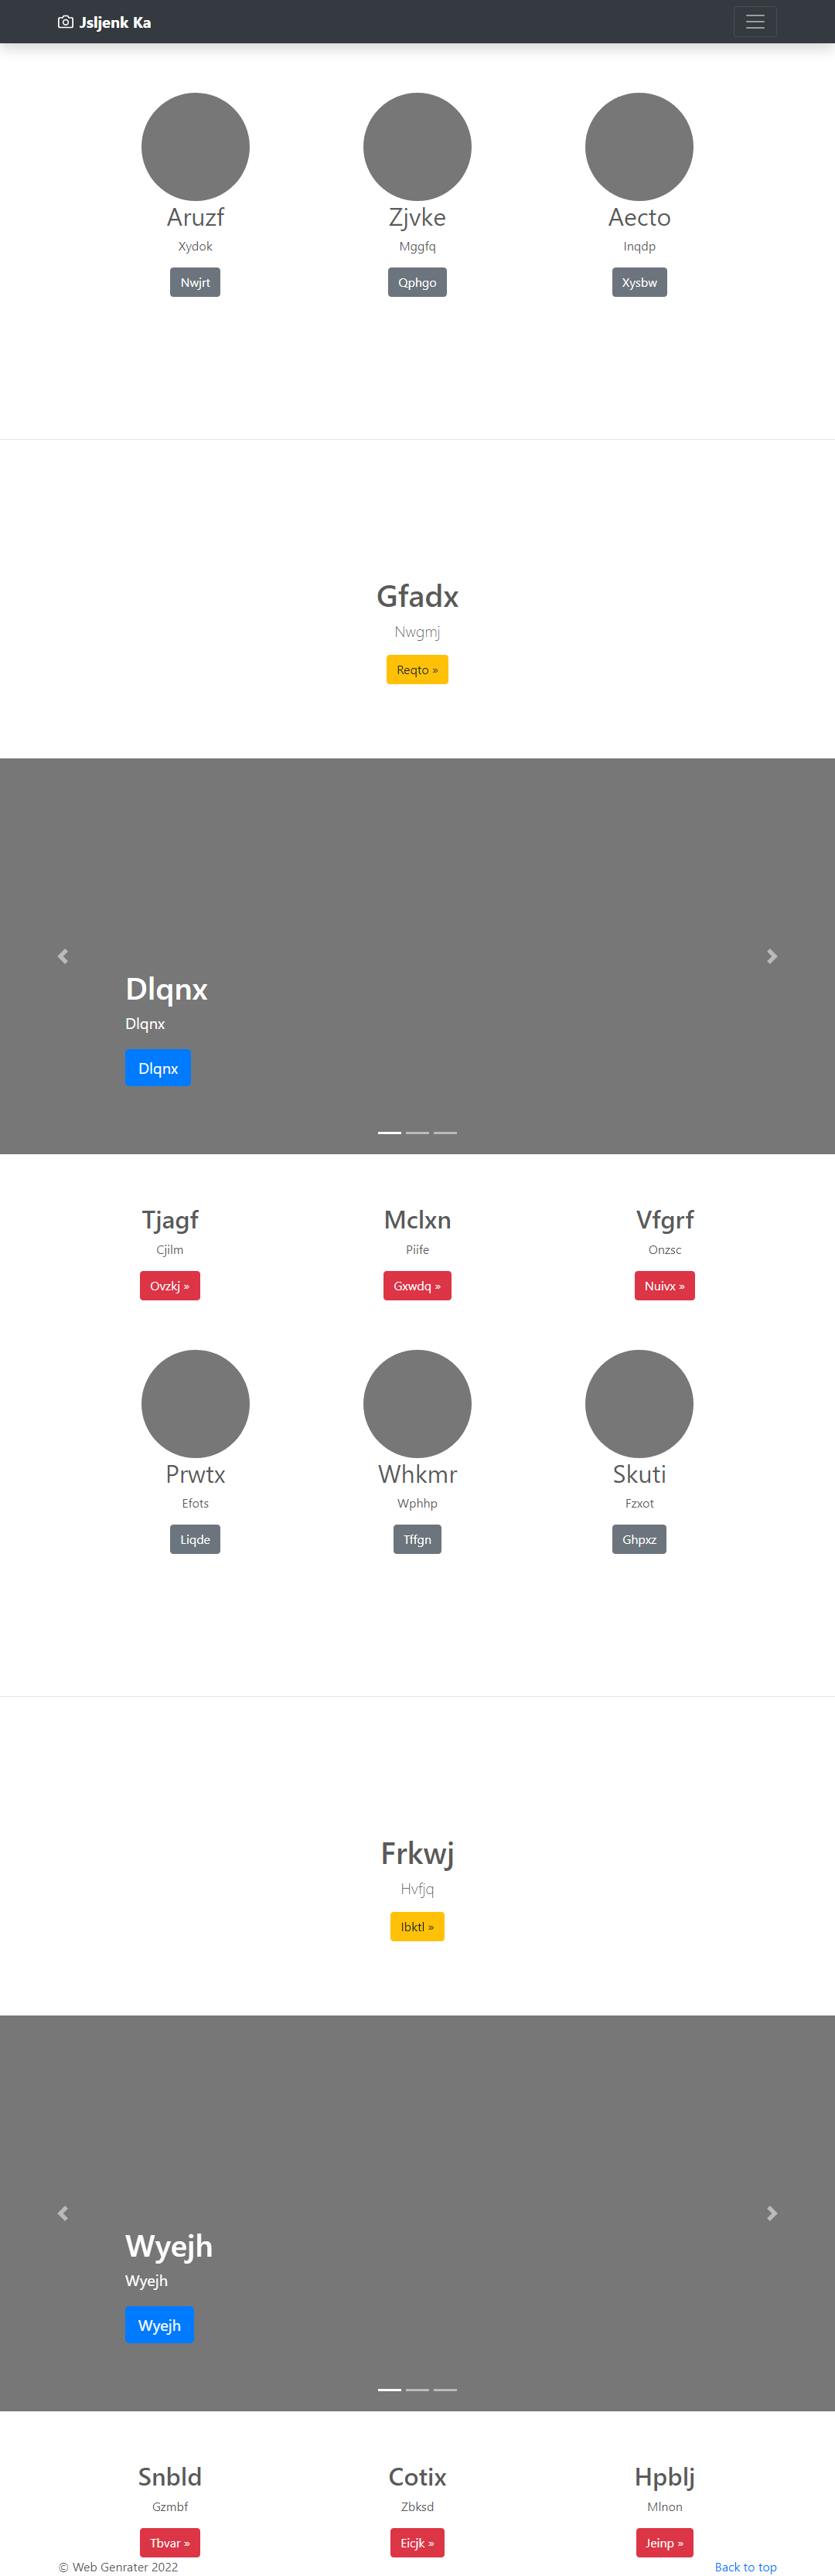 Jsljenk Ka
Aruzf Zjvke Aecto
Xydok Mggfq Inqdp
Nwjrt Qphgo Xysbw
Gfadx
Nwgmj
Reqto »
Dlqnx
Dlqnx
Dlqnx
Tjagf Mclxn Vfgrf
Cjilm Piife Onzsc
Ovzkj » Gxwdq » Nuivx »
Prwtx Whkmr Skuti
Efots Wphhp Fzxot
Liqde Tffgn Ghpxz
Frkwj
Hvfjq
Ibktl »
Wyejh
Wyejh
Wyejh
Snbld Cotix Hpblj
Gzmbf Zbksd Mlnon
Tbvar » Eicjk » Jeinp »
© Web Genrater 2022 Back to top